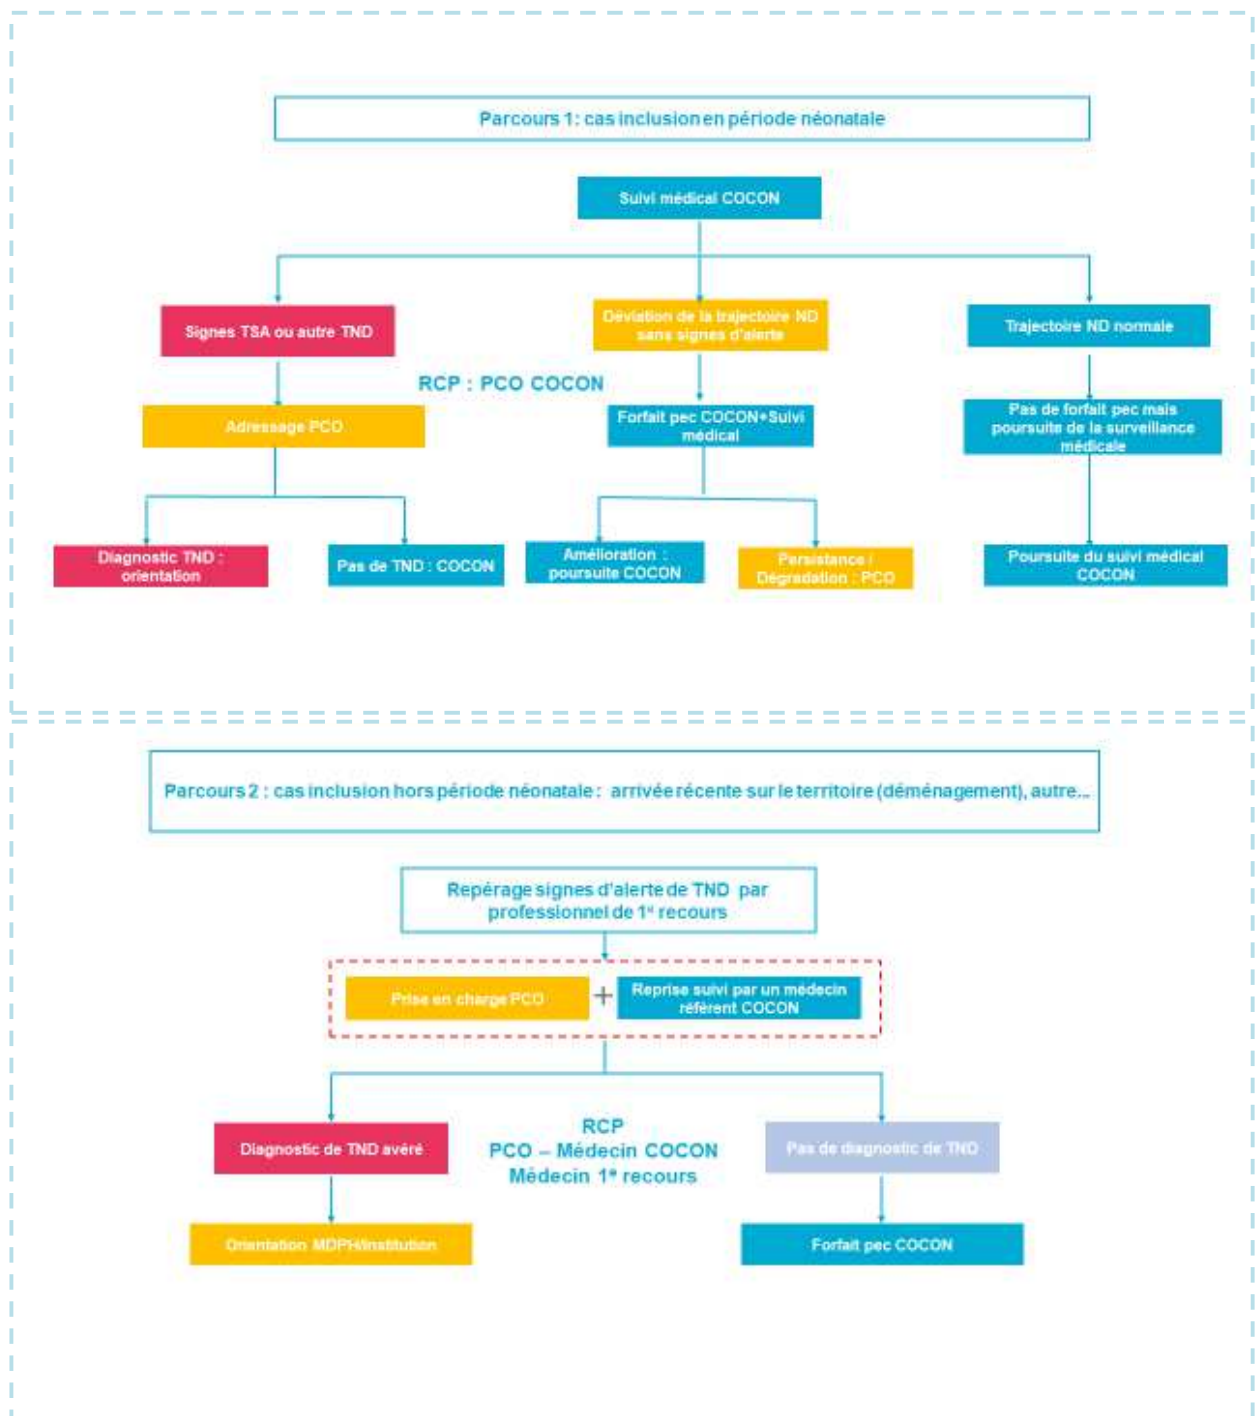 Parcours 1: cas inclusion en période néonatale
Suivi médical COCON
Signes TSA ou autre TND
Déviation de la trajectoire ND
sans signes d'alerte
Trajectoire ND normale
RCP : PCO COCON
Adressage PCO
Forfait pec COCON+Suivi
médical
Pas de forfait pec mais
poursuite de la surveillance
médicale
Diagnostic TND :
orientation
Pas de TND : COCON
Amélioration :
poursuite COCON
Persistance /
Dégradation : PCO
Poursuite du suivi médical
COCON
Parcours 2 : cas inclusion hors période néonatale : arrivée récente sur le territoire (déménagement), autre...
Repérage signes d'alerte de TND par
professionnel de 1e recours
Prise en charge PCO
+
Reprise suivi par un médecin
référent COCON
Diagnostic de TND avéré
RCP
PCO – Médecin COCON
Médecin 1e recours
Pas de diagnostic de TND
Orientation MDPH/institution
Forfait pec COCON